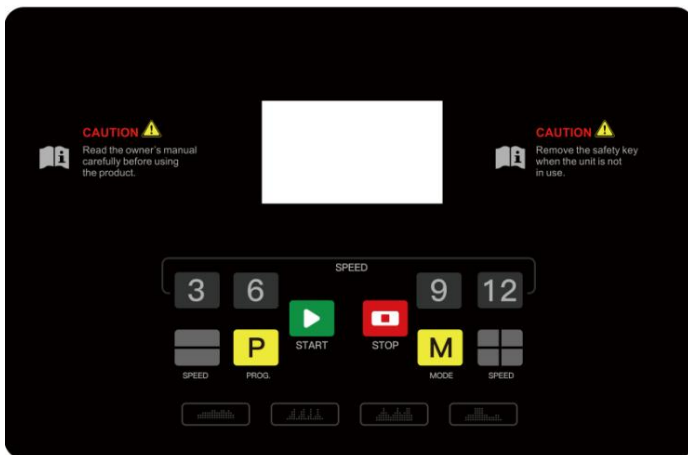 CAUTION
Read the owner's manual
carefully before using
the product.
CAUTION
Remove the safety key
when the unit is not
in use.
SPEED
3 6 9 12
START STOP
P M
SPEED PROG. MODE SPEED